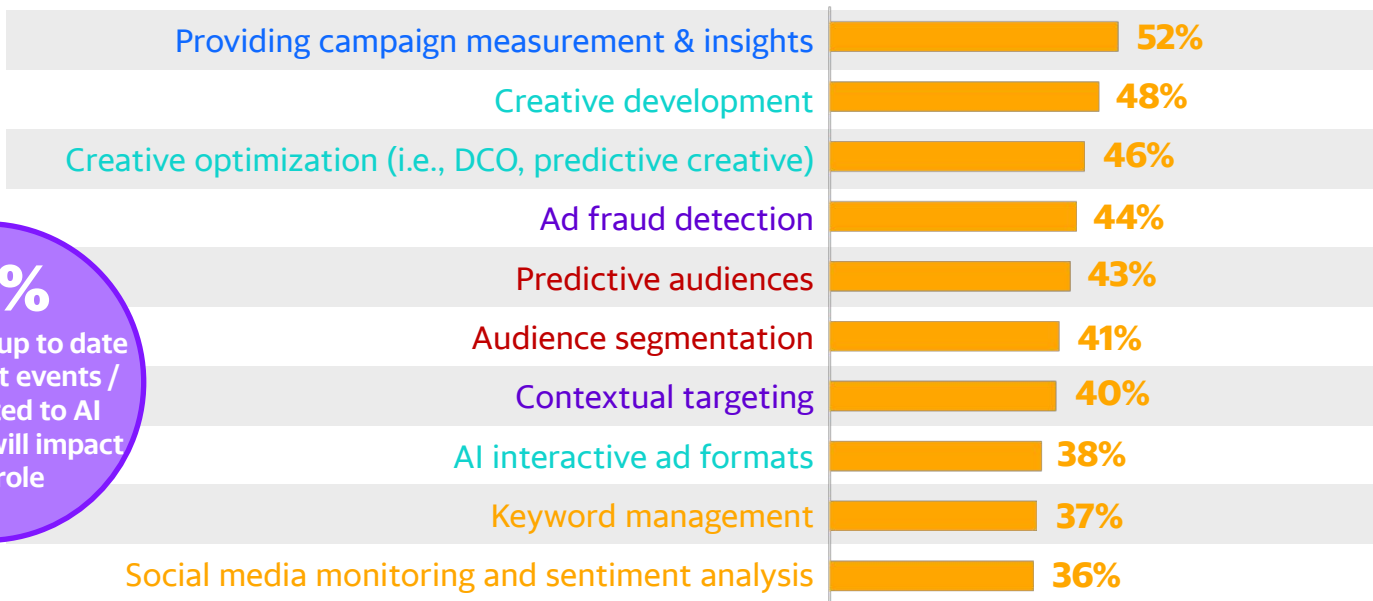 Providing campaign measurement & insights 52%
Creative development 48%
Creative optimization (i.e., DCO, predictive creative) 46%
Ad fraud detection 44%
Predictive audiences 43%
Audience segmentation 41%
Contextual targeting 40%
AI interactive ad formats 38%
Keyword management 37%
Social media monitoring and sentiment analysis 36%
%
up to date
events /
to AI
will impact
role